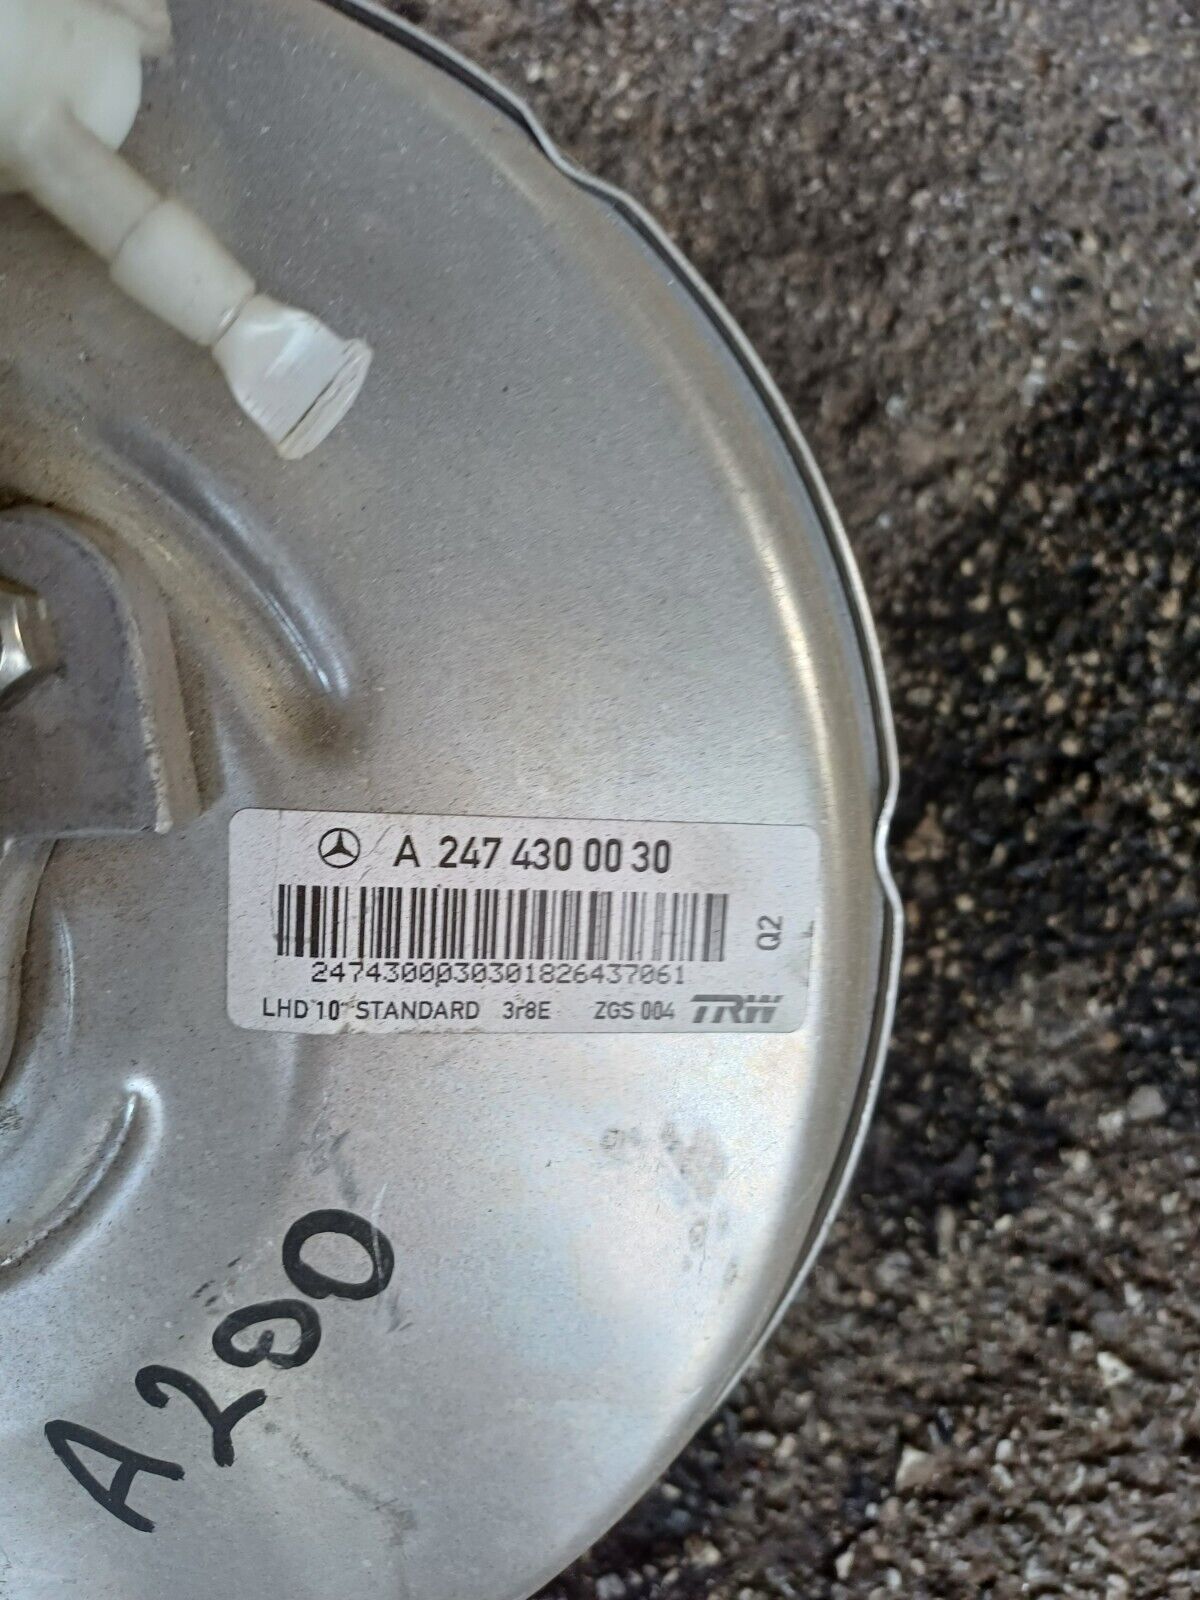 A 247 430 00 30
Q2
2474300030301826437061
LHD 10" STANDARD 3r8E ZGS 004 TRW
A200